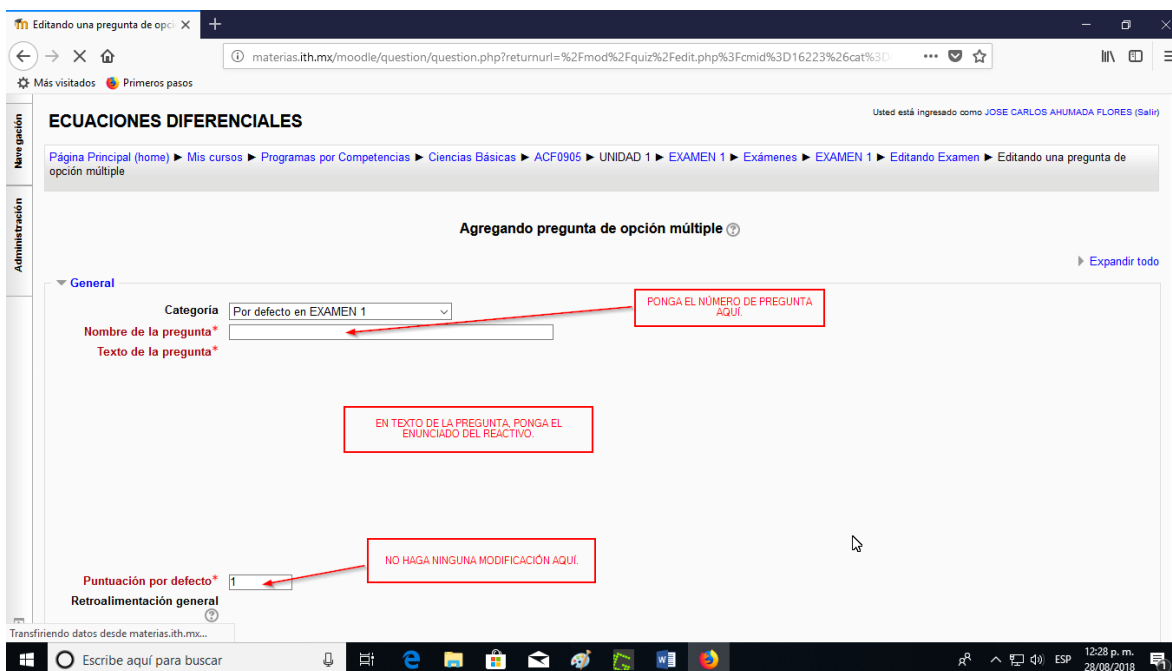 Editando una pregunta de opci
materias.ith.mx/moodle/question/question.php?returnurl=%2Fmod%2Fquiz%2Fedit.php%3Fcmid%3D16223%26cat%3D
Más visitados Primeros pasos
Navegación
Administración
ECUACIONES DIFERENCIALES
Usted está ingresado como JOSE CARLOS AHUMADA FLORES (Salir)
Página Principal (home) ► Mis cursos ► Programas por Competencias ► Ciencias Básicas ► ACF0905 ► UNIDAD 1 ► EXAMEN 1 ► Exámenes ► EXAMEN 1 ► Editando Examen ► Editando una pregunta de
opción múltiple
Agregando pregunta de opción múltiple
Expandir todo
General
Categoría Por defecto en EXAMEN 1
PONGA EL NÚMERO DE PREGUNTA
AQUÍ.
Nombre de la pregunta*
Texto de la pregunta*
EN TEXTO DE LA PREGUNTA, PONGA EL
ENUNCIADO DEL REACTIVO.
NO HAGA NINGUNA MODIFICACIÓN AQUÍ.
Puntuación por defecto* 1
Retroalimentación general
Transfiriendo datos desde materias.ith.mx...
Escribe aquí para buscar
ESP
12:28 p. m.
28/08/2018